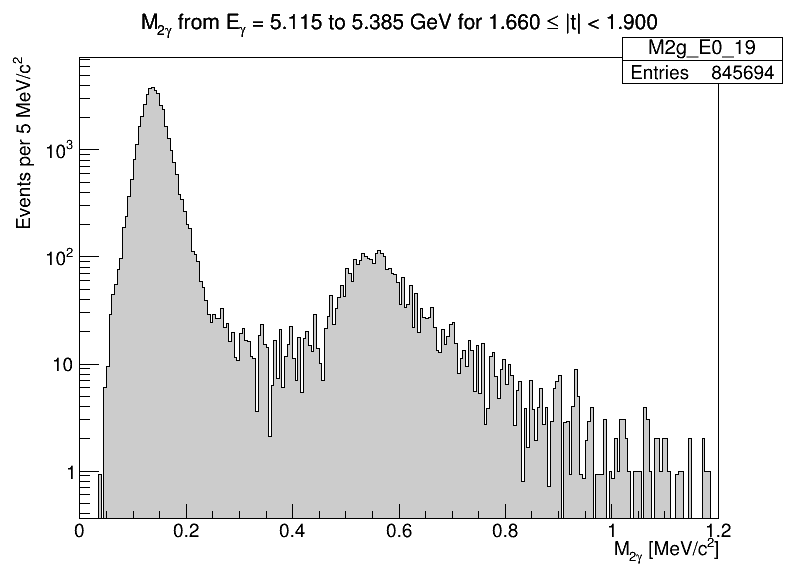 M₂γ from Eγ = 5.115 to 5.385 GeV for 1.660 ≤ |t| < 1.900
M2g_E0_19
Entries 845694
Events per 5 MeV/c²
10³
10²
10
1
0 0.2 0.4 0.6 0.8 1 1.2
M₂γ [MeV/c²]